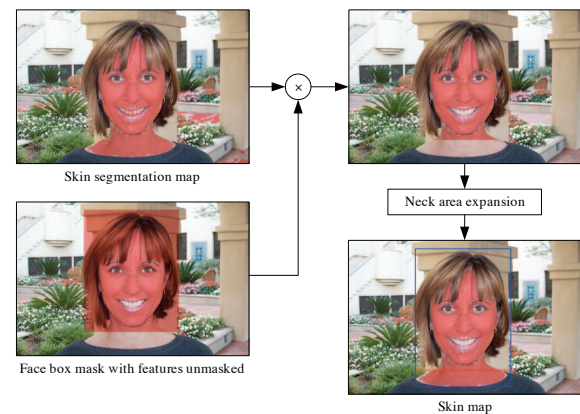 ×
Skin segmentation map
Neck area expansion
Face box mask with features unmasked
Skin map